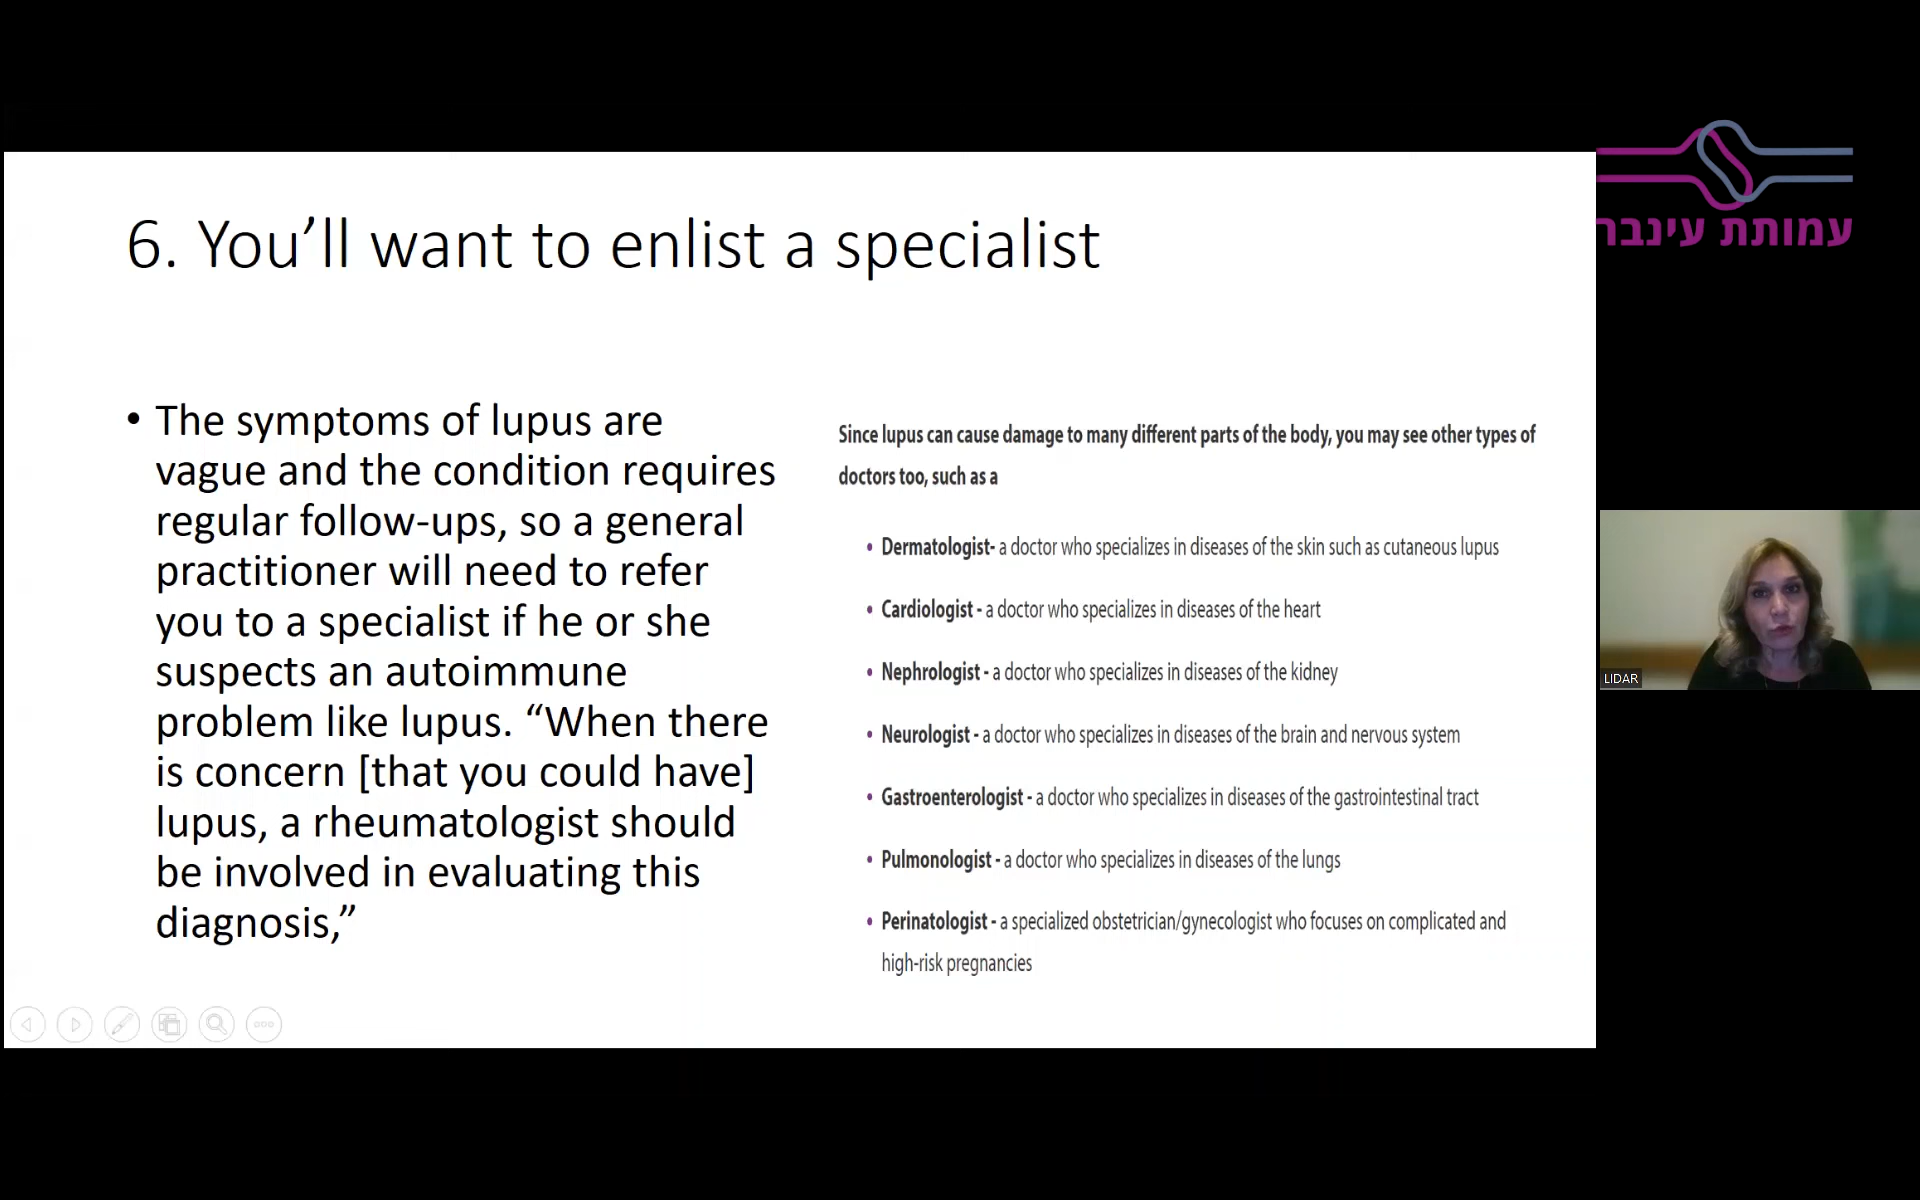 6. You’ll want to enlist a specialist
• The symptoms of lupus are
vague and the condition requires
regular follow-ups, so a general
practitioner will need to refer
you to a specialist if he or she
suspects an autoimmune
problem like lupus. “When there
is concern [that you could have]
lupus, a rheumatologist should
be involved in evaluating this
diagnosis,”
Since lupus can cause damage to many different parts of the body, you may see other types of
doctors too, such as a
• Dermatologist- a doctor who specializes in diseases of the skin such as cutaneous lupus
• Cardiologist - a doctor who specializes in diseases of the heart
• Nephrologist - a doctor who specializes in diseases of the kidney
• Neurologist - a doctor who specializes in diseases of the brain and nervous system
• Gastroenterologist - a doctor who specializes in diseases of the gastrointestinal tract
• Pulmonologist - a doctor who specializes in diseases of the lungs
• Perinatologist - a specialized obstetrician/gynecologist who focuses on complicated and
high-risk pregnancies
עמותת עינבר
LIDAR